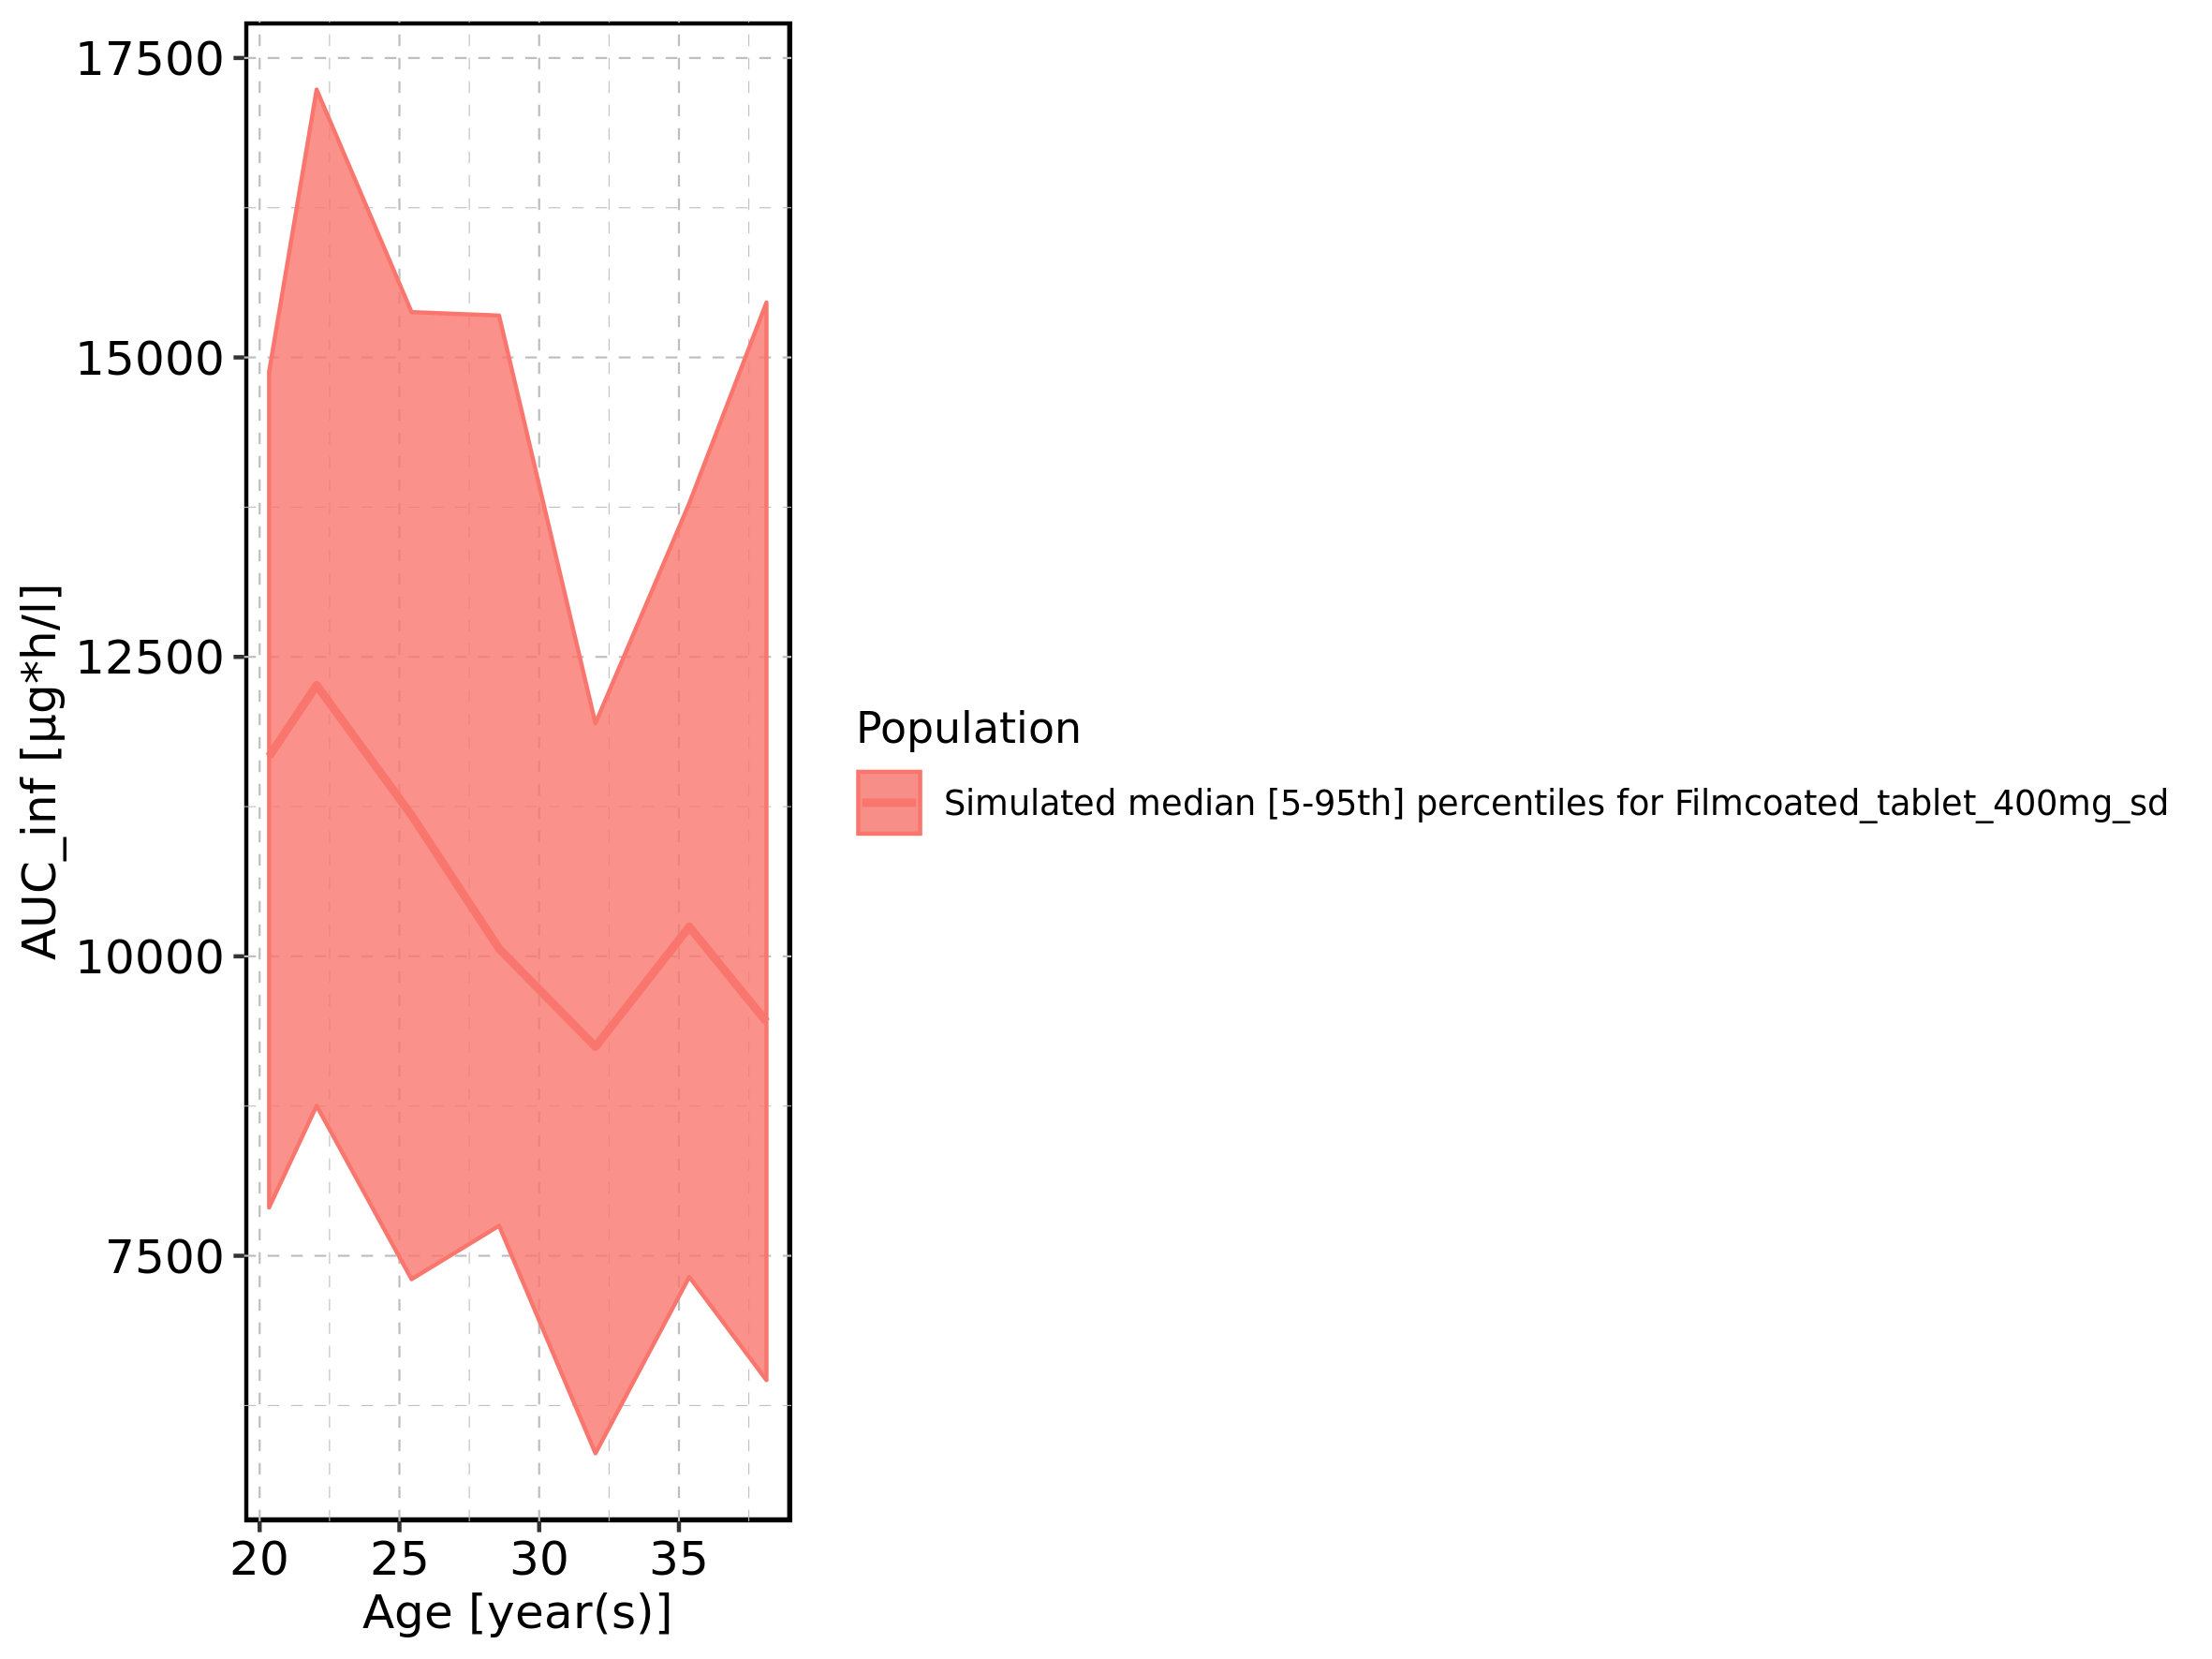 17500
15000
12500
10000
7500
AUC_inf [µg*h/l]
20 25 30 35
Age [year(s)]
Population
Simulated median [5-95th] percentiles for Filmcoated_tablet_400mg_sd